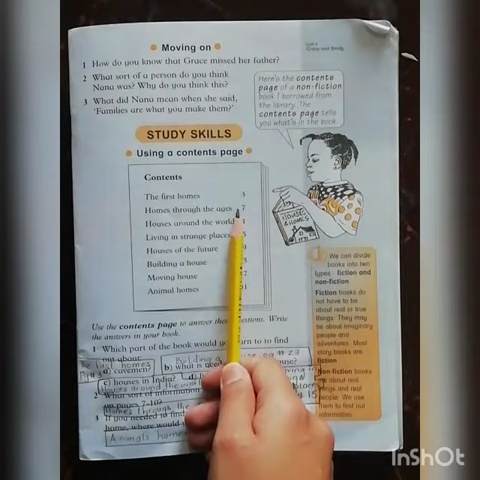 Moving on
Unit 4
Grace and family
1 How do you know that Grace missed her father?
2 What sort of a person do you think
Nana was? Why do you think this?
3 What did Nana mean when she said,
'Families are what you make them?'
Here's the contents
page of a non-fiction
book I borrowed from
the library. The
contents page tells
you what's in the book.
STUDY SKILLS
Using a contents page
Contents
The first homes 3
Homes through the ages 7
Houses around the world
Living in strange places
Houses of the future
Building a house
Moving house
Animal homes
HOUSES
& HOMES
We can divide
books into two
types - fiction and
non-fiction.
Fiction books do
not have to be
about real or true
things. They may
be about imaginary
people and
adventures. Most
story books are
fiction.
Non-fiction books
are about real
things and real
people. We use
them to find out
information.
Use the contents page to answer these questions. Write
the answers in your book.
1 Which part of the book would you turn to to find
out about:
homes
Building a pg # 23
a) cavemen? b) what is house?
c) houses in India? d)
Houses around the
2 What sort of information
on pages 7-10?
Homes through the
3 If you needed to find
home, where would
Animals homes
InShOt